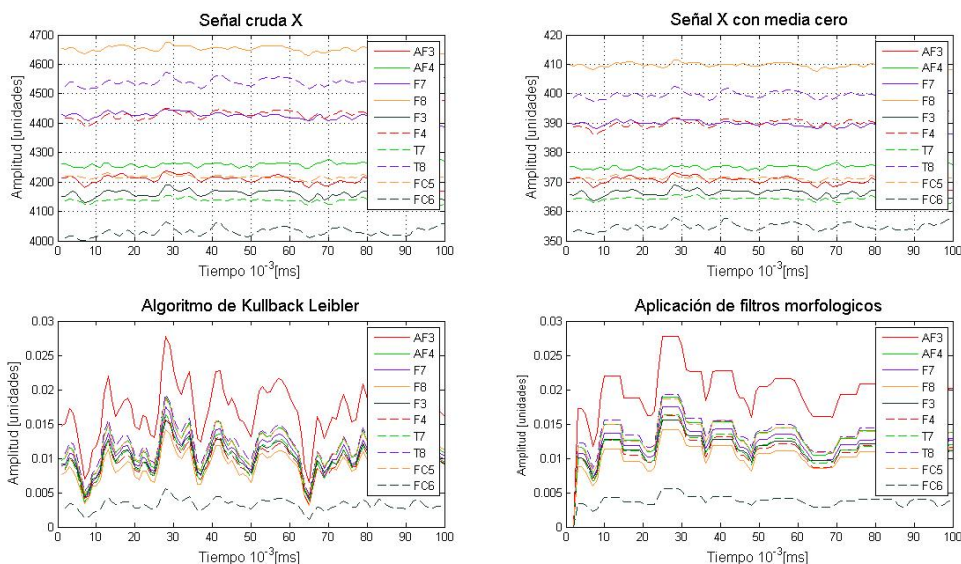 Señal cruda X
Amplitud [unidades]
4700
4600
4500
4400
4300
4200
4100
4000
0 10 20 30 40 50 60 70 80 90 100
Tiempo 10⁻³[ms]
AF3
AF4
F7
F8
F3
F4
T7
T8
FC5
FC6
Señal X con media cero
Amplitud [unidades]
420
410
400
390
380
370
360
350
0 10 20 30 40 50 60 70 80 90 100
Tiempo 10⁻³[ms]
AF3
AF4
F7
F8
F3
F4
T7
T8
FC5
FC6
Algoritmo de Kullback Leibler
Amplitud [unidades]
0.03
0.025
0.02
0.015
0.01
0.005
0
0 10 20 30 40 50 60 70 80 90 100
Tiempo 10⁻³[ms]
AF3
AF4
F7
F8
F3
F4
T7
T8
FC5
FC6
Aplicación de filtros morfologicos
Amplitud [unidades]
0.03
0.025
0.02
0.015
0.01
0.005
0
0 10 20 30 40 50 60 70 80 90 100
Tiempo 10⁻³[ms]
AF3
AF4
F7
F8
F3
F4
T7
T8
FC5
FC6